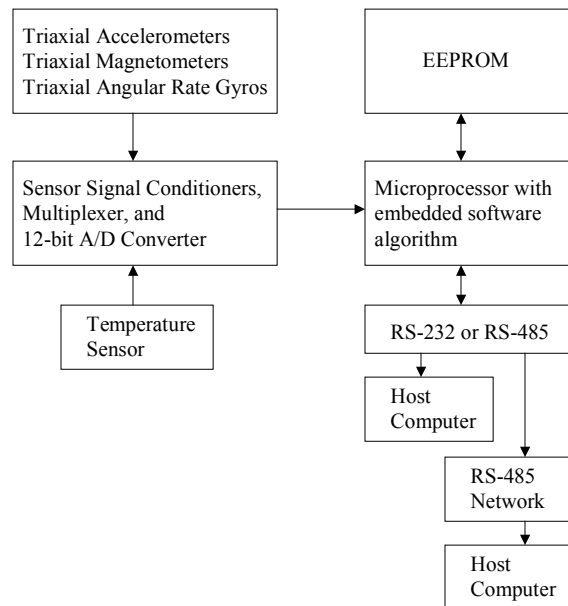 Triaxial Accelerometers
Triaxial Magnetometers
Triaxial Angular Rate Gyros
EEPROM
Sensor Signal Conditioners,
Multiplexer, and
12-bit A/D Converter
Microprocessor with
embedded software
algorithm
Temperature
Sensor
RS-232 or RS-485
Host
Computer
RS-485
Network
Host
Computer